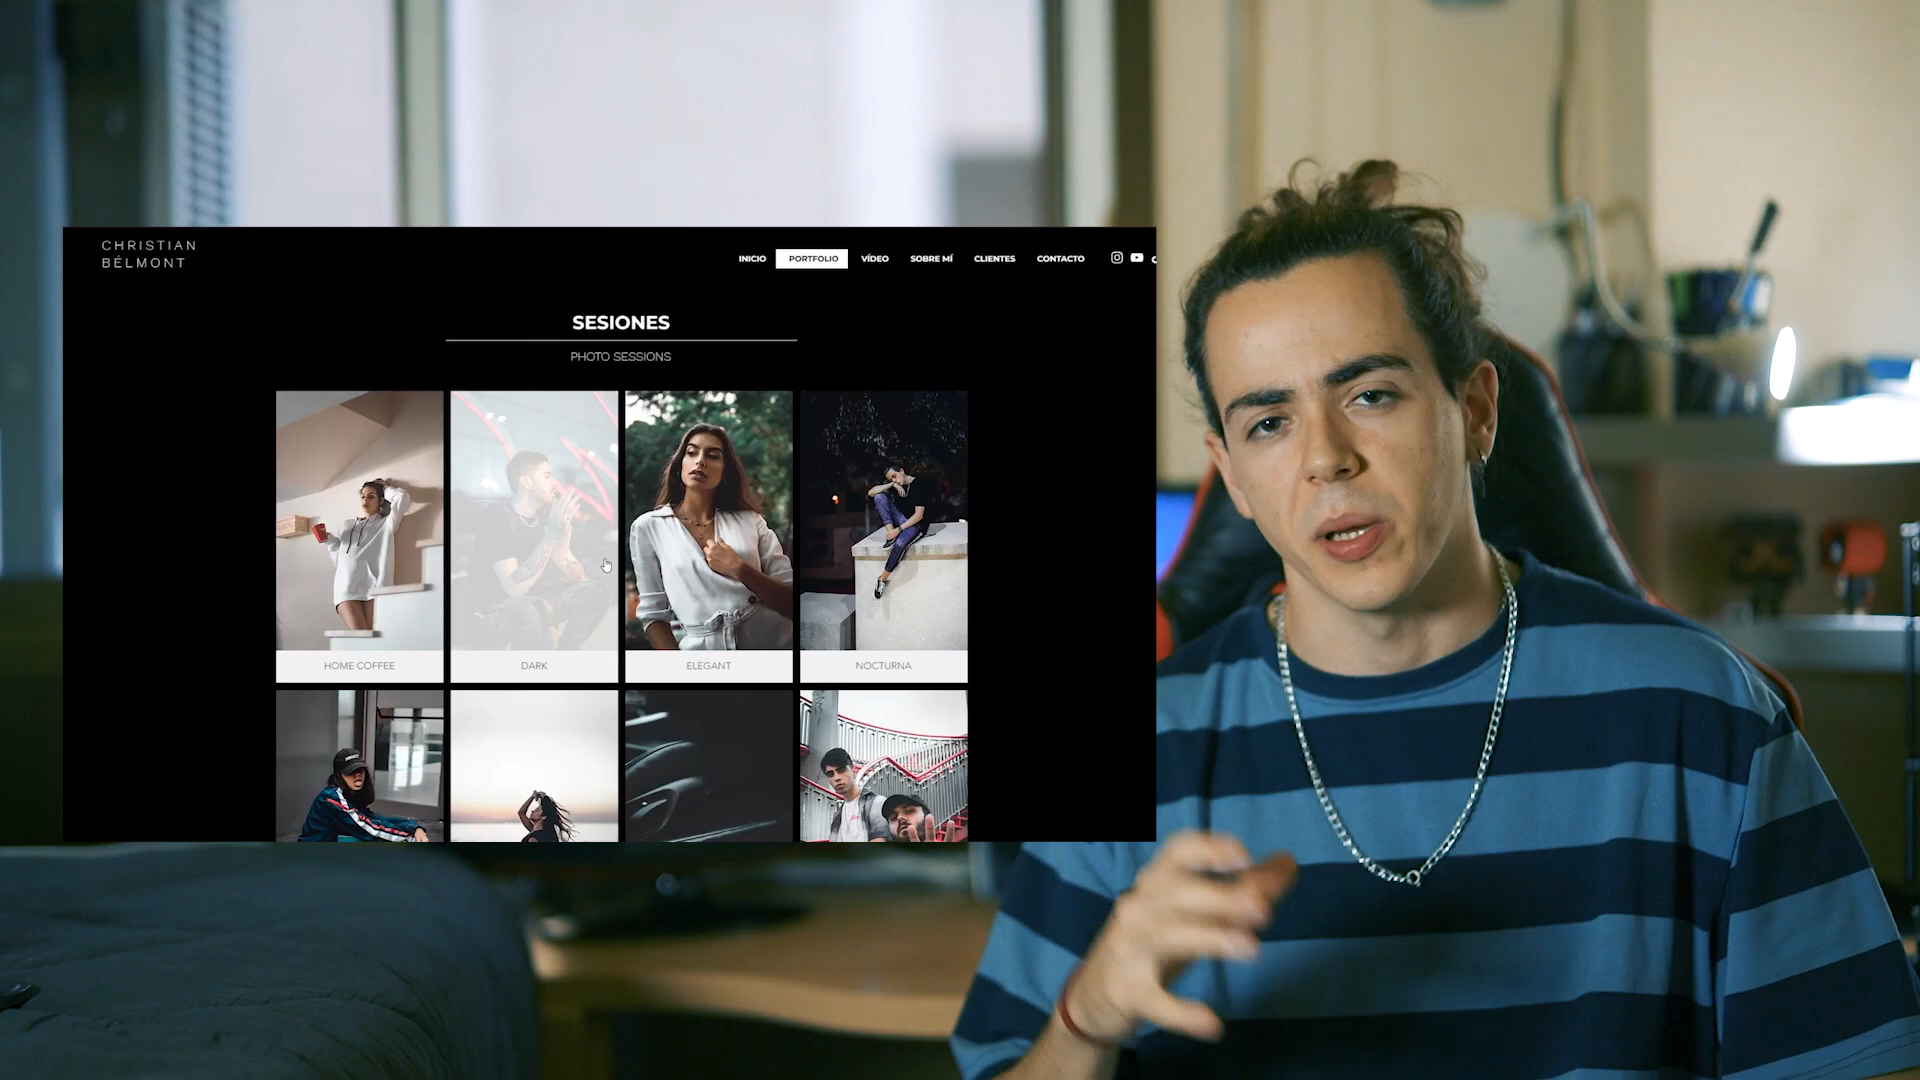 CHRISTIAN
BÉLMONT
INICIO
PORTFOLIO
VÍDEO
SOBRE MÍ
CLIENTES
CONTACTO
SESIONES
PHOTO SESSIONS
HOME COFFEE
DARK
ELEGANT
NOCTURNA